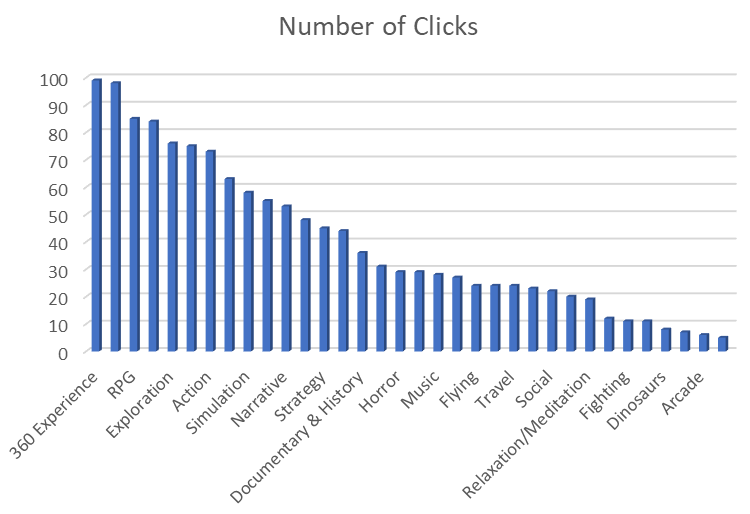 Number of Clicks
100
90
80
70
60
50
40
30
20
10
0
360 Experience
RPG
Exploration
Action
Simulation
Narrative
Strategy
Documentary & History
Horror
Music
Flying
Travel
Social
Relaxation/Meditation
Fighting
Dinosaurs
Arcade